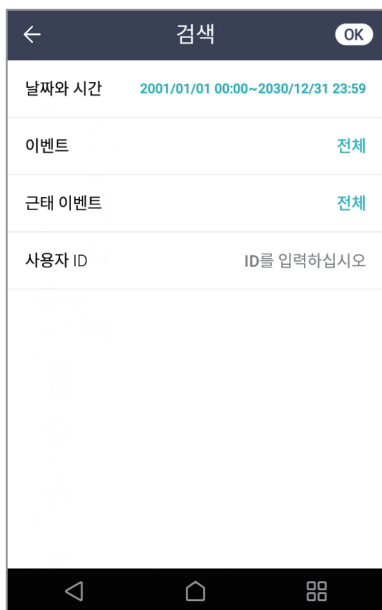 검색 OK
날짜와 시간 2001/01/01 00:00~2030/12/31 23:59
이벤트 전체
근태 이벤트 전체
사용자 ID ID를 입력하십시오